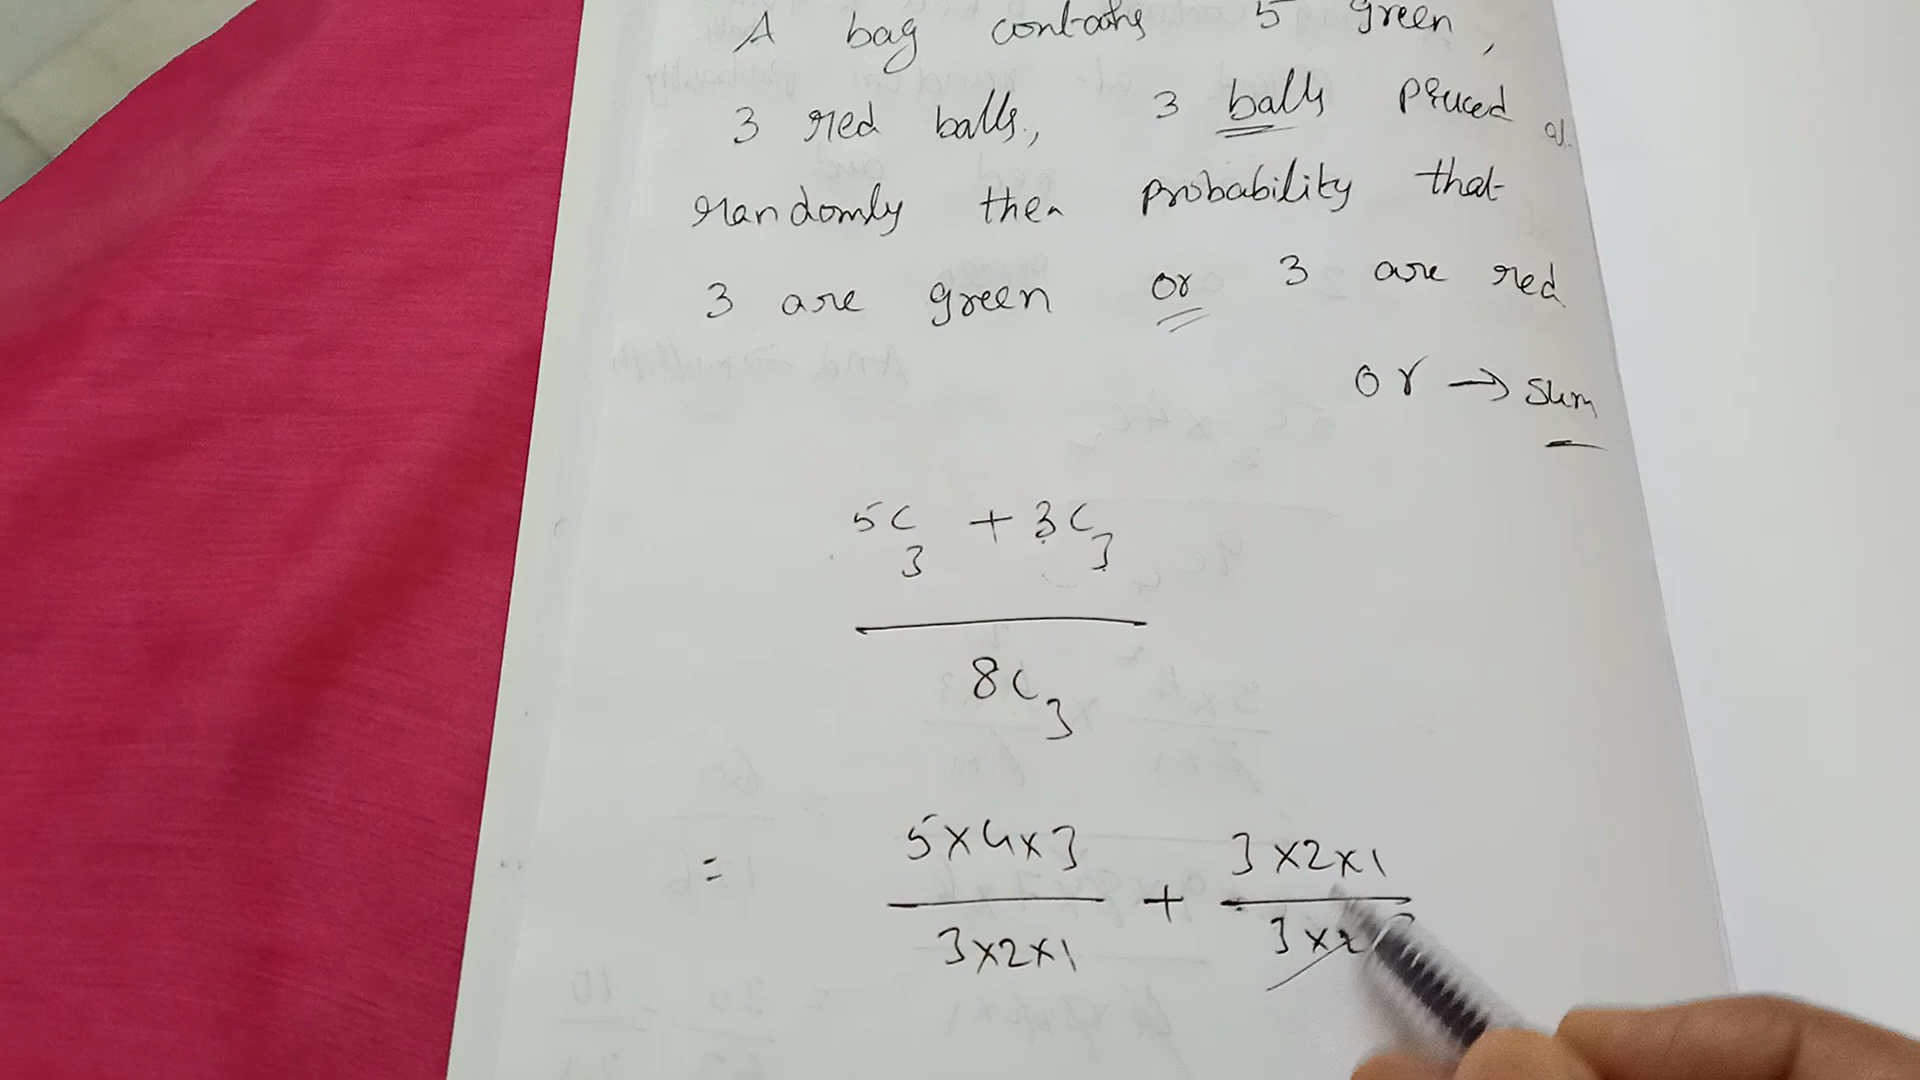 A bag contains 5 green,
3 red balls, 3 balls
randomly then probability that
3 are green or 3 are red
or → sum
5C3 + 3C3
8C3
= 5×4×3 + 3×2×1
3×2×1 3×2